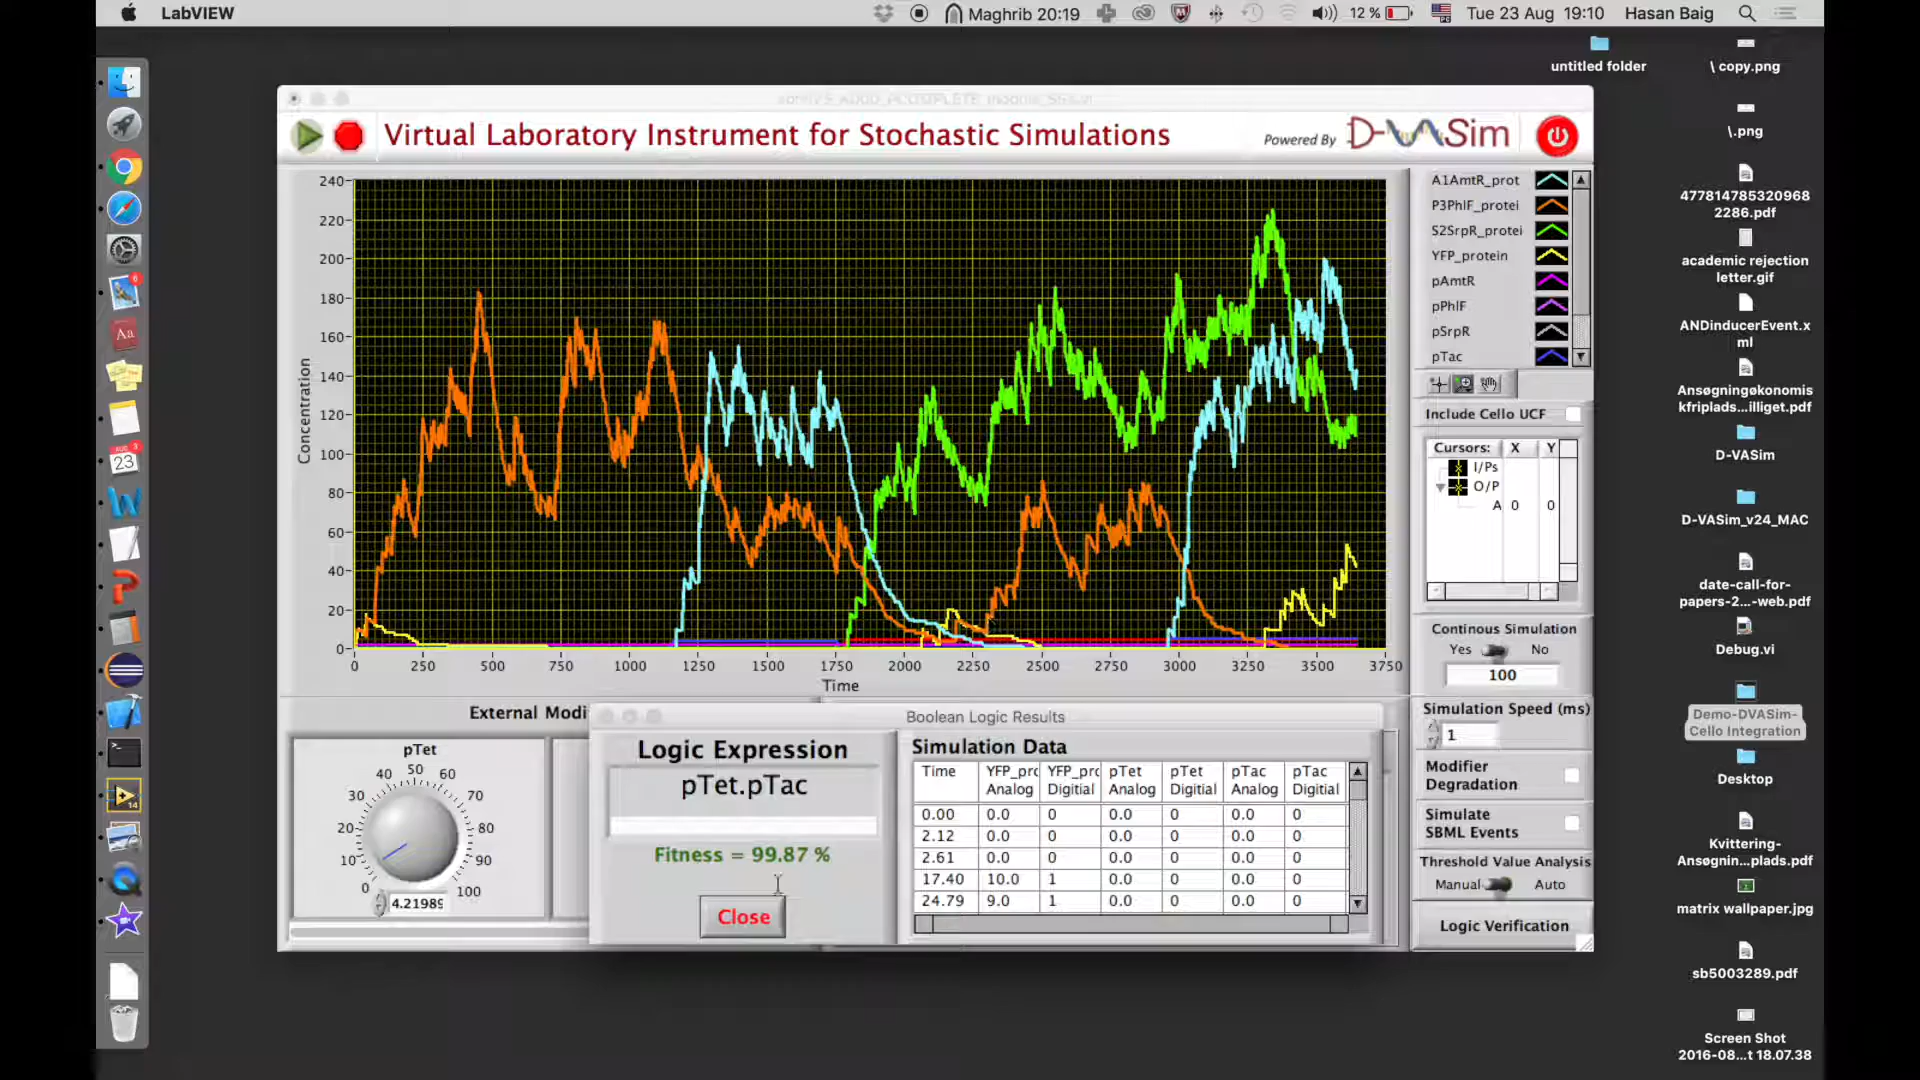 LabVIEW
Maghrib 20:19
12 %
Tue 23 Aug 19:10
Hasan Baig
untitled folder
\ copy.png
\.png
477814785320968
2286.pdf
academic rejection
letter.gif
ANDinducerEvent.x
ml
Ansøgningøkonomis
kfriplads...illiget.pdf
D-VASim
D-VASim_v24_MAC
date-call-for-
papers-2...-web.pdf
Debug.vi
Demo-DVASim-
Cello Integration
Desktop
Kvittering-
Ansøgnin...plads.pdf
matrix wallpaper.jpg
sb5003289.pdf
Screen Shot
2016-08...t 18.07.38
Virtual Laboratory Instrument for Stochastic Simulations
Powered By
D-VASim
Concentration
240
220
200
180
160
140
120
100
80
60
40
20
0
0 250 500 750 1000 1250 1500 1750 2000 2250 2500 2750 3000 3250 3500 3750
Time
A1AmtR_prot
P3PhlF_protei
S2SrpR_protei
YFP_protein
pAmtR
pPhlF
pSrpR
pTac
Include Cello UCF
Cursors: X Y
I/Ps
O/P
A 0 0
Continous Simulation
Yes No
100
Simulation Speed (ms)
1
Modifier
Degradation
Simulate
SBML Events
Threshold Value Analysis
Manual Auto
Logic Verification
External Modi
pTet
0 10 20 30 40 50 60 70 80 90 100
4.21989
Boolean Logic Results
Logic Expression
pTet.pTac
Fitness = 99.87 %
Close
Simulation Data
Time YFP_prc Analog YFP_prc Digitial pTet Analog pTet Digitial pTac Analog pTac Digitial
0.00 0.0 0 0.0 0 0.0 0
2.12 0.0 0 0.0 0 0.0 0
2.61 0.0 0 0.0 0 0.0 0
17.40 10.0 1 0.0 0 0.0 0
24.79 9.0 1 0.0 0 0.0 0